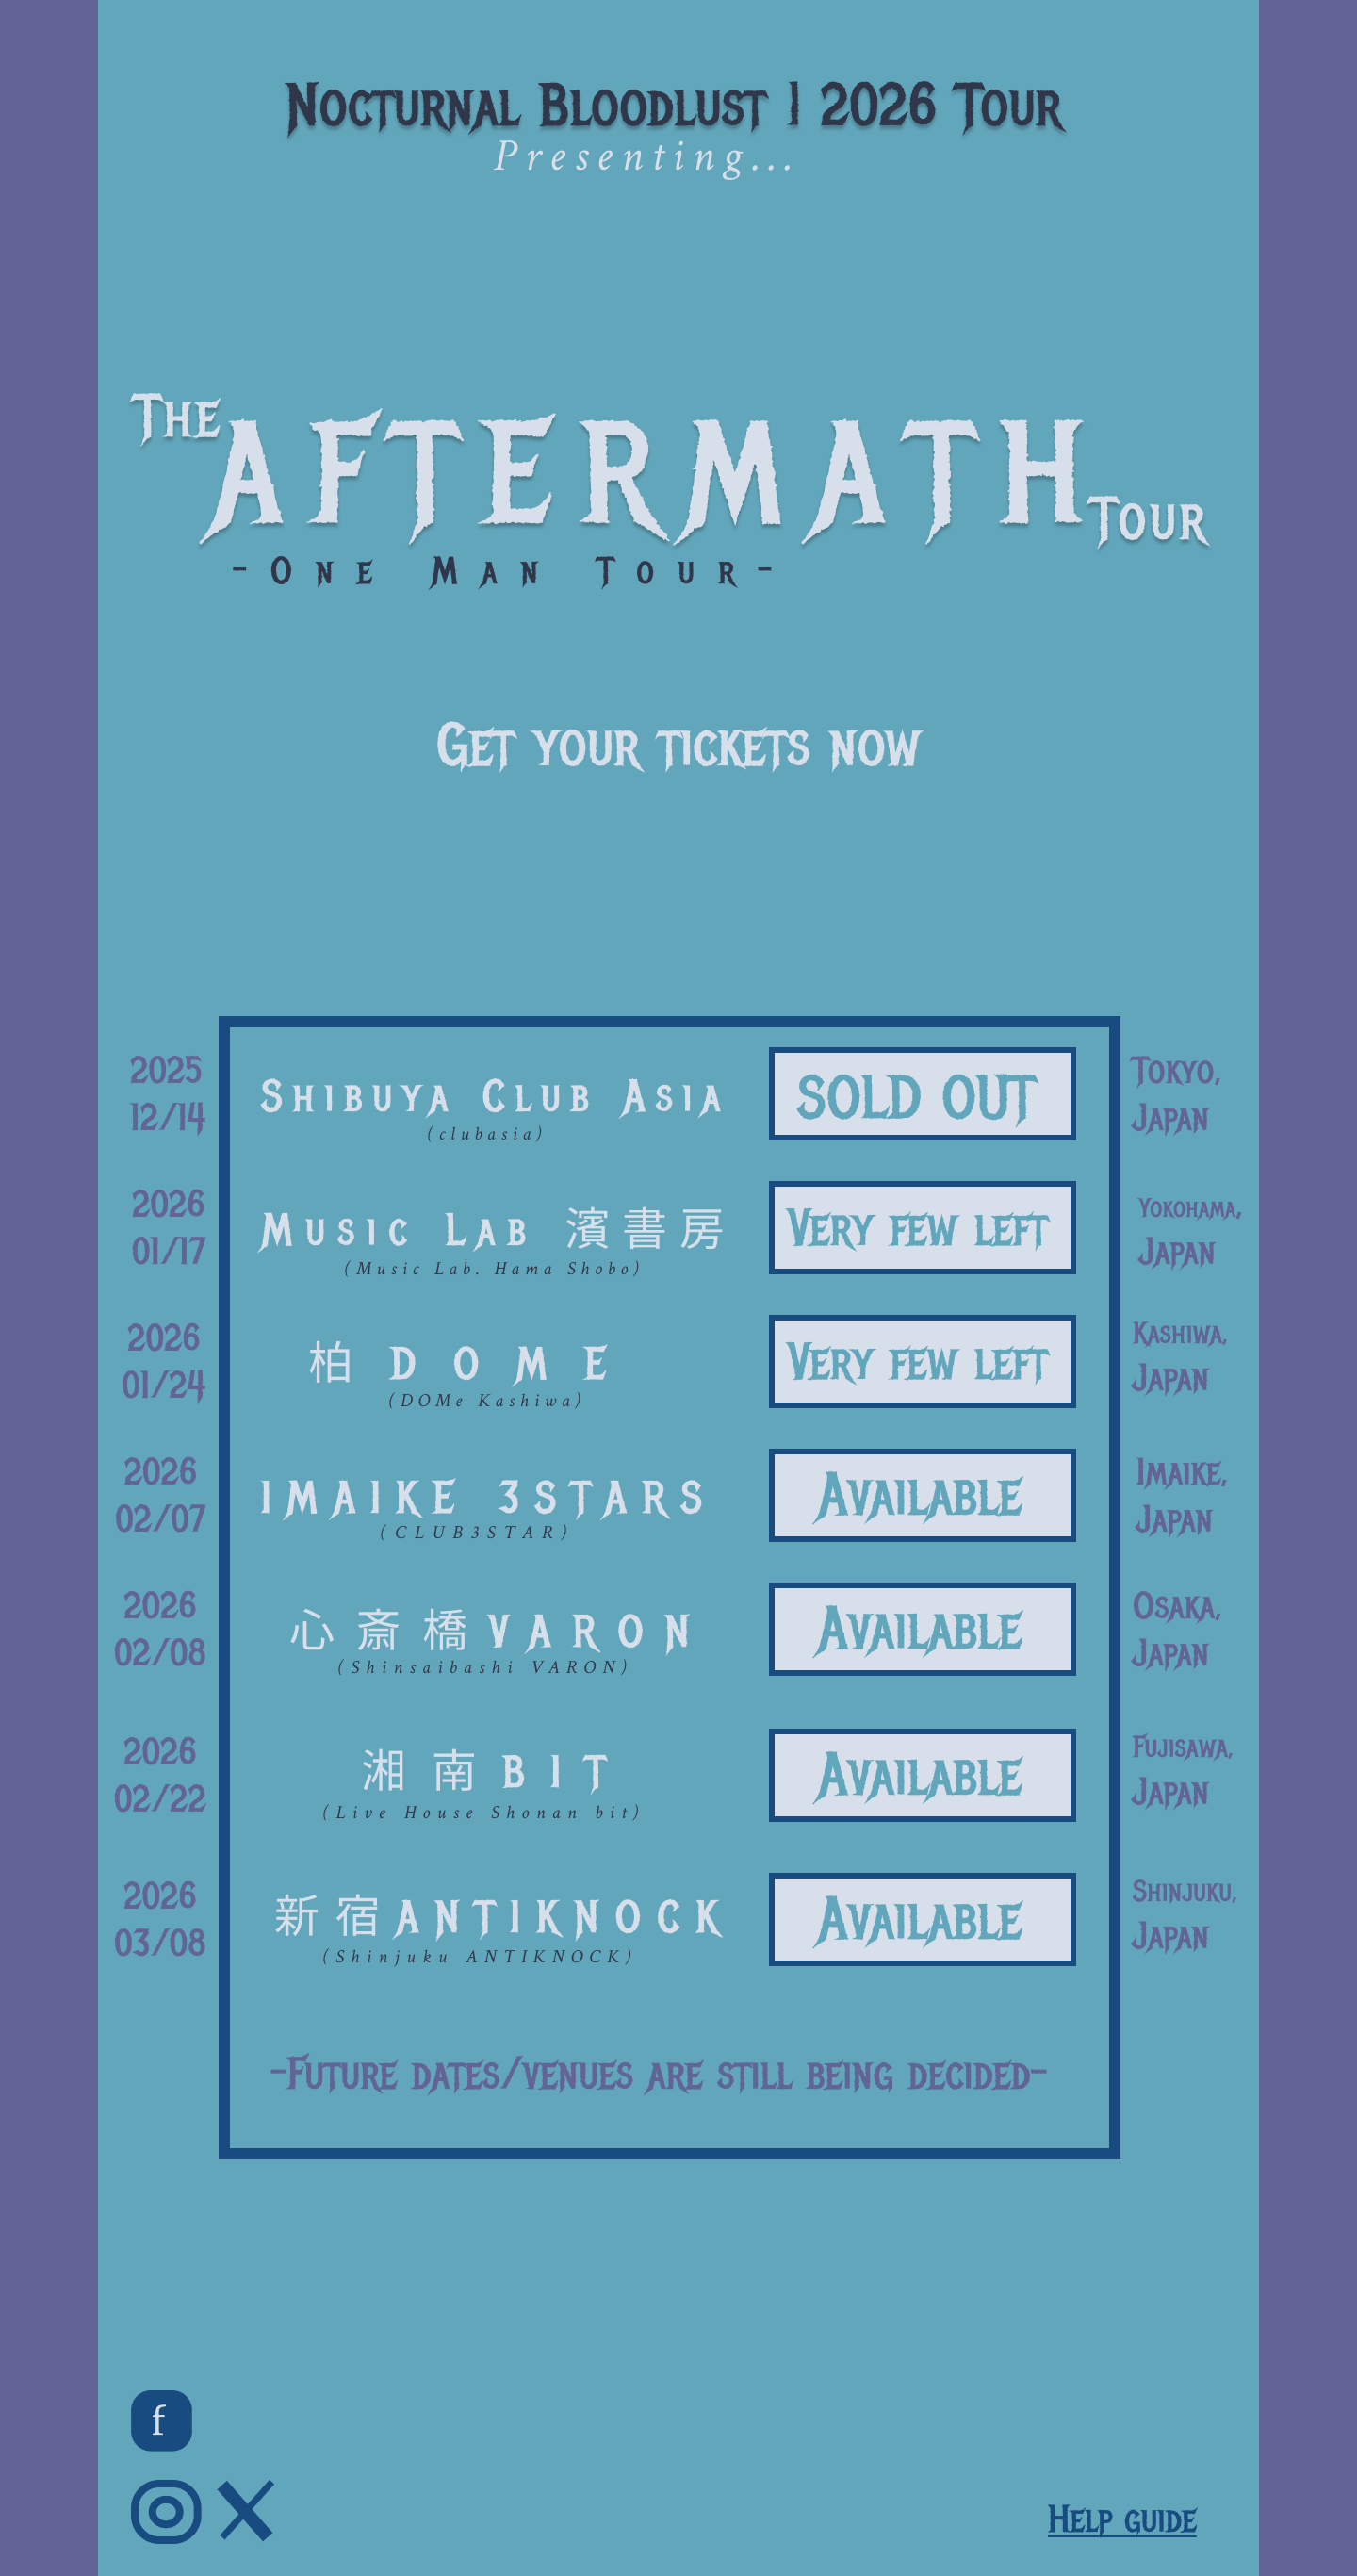 Nocturnal Bloodlust | 2026 Tour
Presenting...
The AFTERMATH Tour
-One Man Tour-
Get your tickets now
2025
12/14
Shibuya Club Asia
(clubasia)
SOLD OUT
Tokyo,
Japan
2026
01/17
Music Lab 濱書房
(Music Lab. Hama Shobo)
Very few left
Yokohama,
Japan
2026
01/24
柏 DOME
(DOMe Kashiwa)
Very few left
Kashiwa,
Japan
2026
02/07
IMAIKE 3STARS
(CLUB3STAR)
Available
Imaike,
Japan
2026
02/08
心斎橋VARON
(Shinsaibashi VARON)
Available
Osaka,
Japan
2026
02/22
湘南BIT
(Live House Shonan bit)
Available
Fujisawa,
Japan
2026
03/08
新宿ANTIKNOCK
(Shinjuku ANTIKNOCK)
Available
Shinjuku,
Japan
-Future dates/venues are still being decided-
f
Help guide